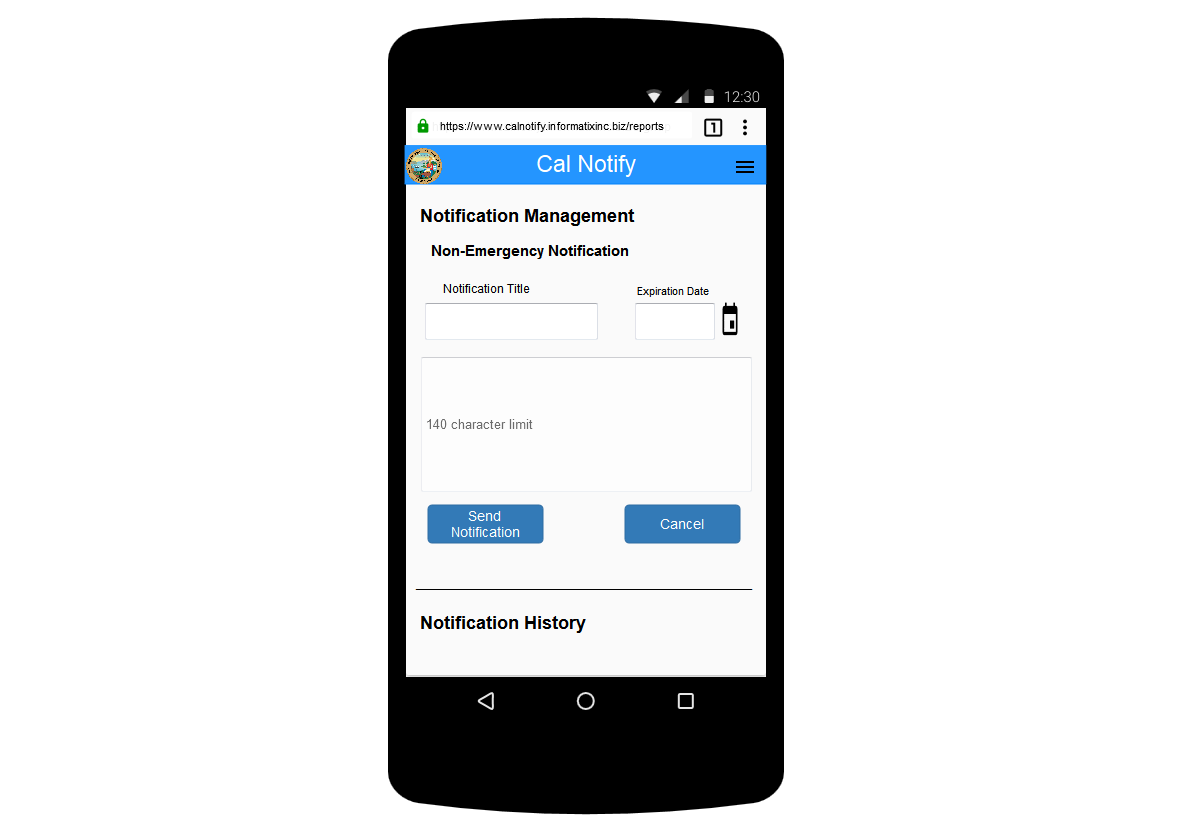 12:30
https://www.calnotify.informatixinc.biz/reports
1
Cal Notify
Notification Management
Non-Emergency Notification
Notification Title
Expiration Date
140 character limit
Send
Notification
Cancel
Notification History